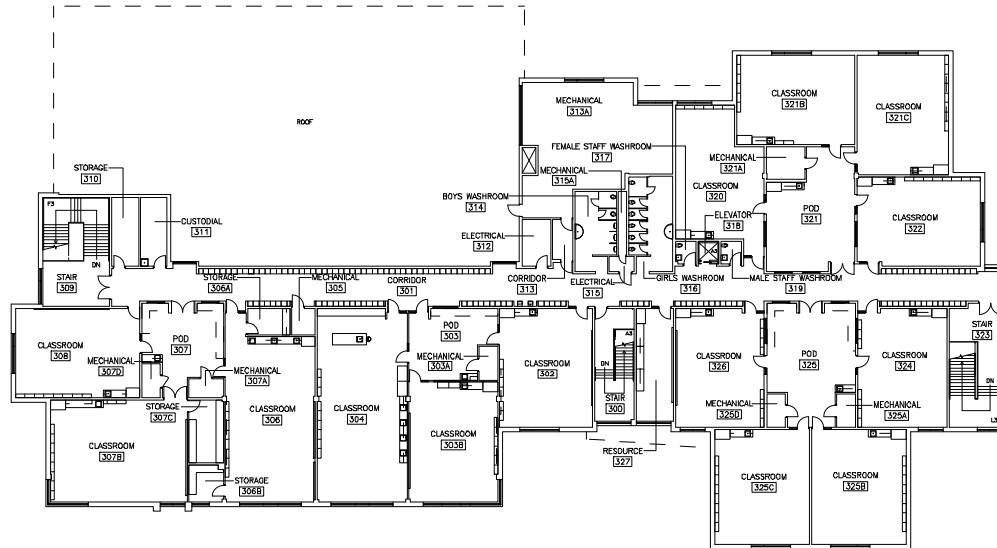 ROOF
CLASSROOM
321B
CLASSROOM
321C
MECHANICAL
313A
FEMALE STAFF WASHROOM
317
MECHANICAL
315A
MECHANICAL
321A
STORAGE
310
CLASSROOM
320
BOYS WASHROOM
314
POD
321
CLASSROOM
322
CUSTODIAL
311
ELEVATOR
318
ELECTRICAL
312
DN
STAIR
309
STORAGE
306A
MECHANICAL
305
CORRIDOR
301
CORRIDOR
313
ELECTRICAL
315
GIRLS WASHROOM
316
MALE STAFF WASHROOM
319
POD
307
POD
303
STAIR
323
CLASSROOM
308
MECHANICAL
307D
MECHANICAL
303A
CLASSROOM
302
DN
CLASSROOM
326
POD
325
CLASSROOM
324
DN
MECHANICAL
307A
STORAGE
307C
STAIR
300
MECHANICAL
325D
MECHANICAL
325A
CLASSROOM
306
CLASSROOM
304
CLASSROOM
303B
CLASSROOM
307B
RESOURCE
327
STORAGE
306B
CLASSROOM
325C
CLASSROOM
325B